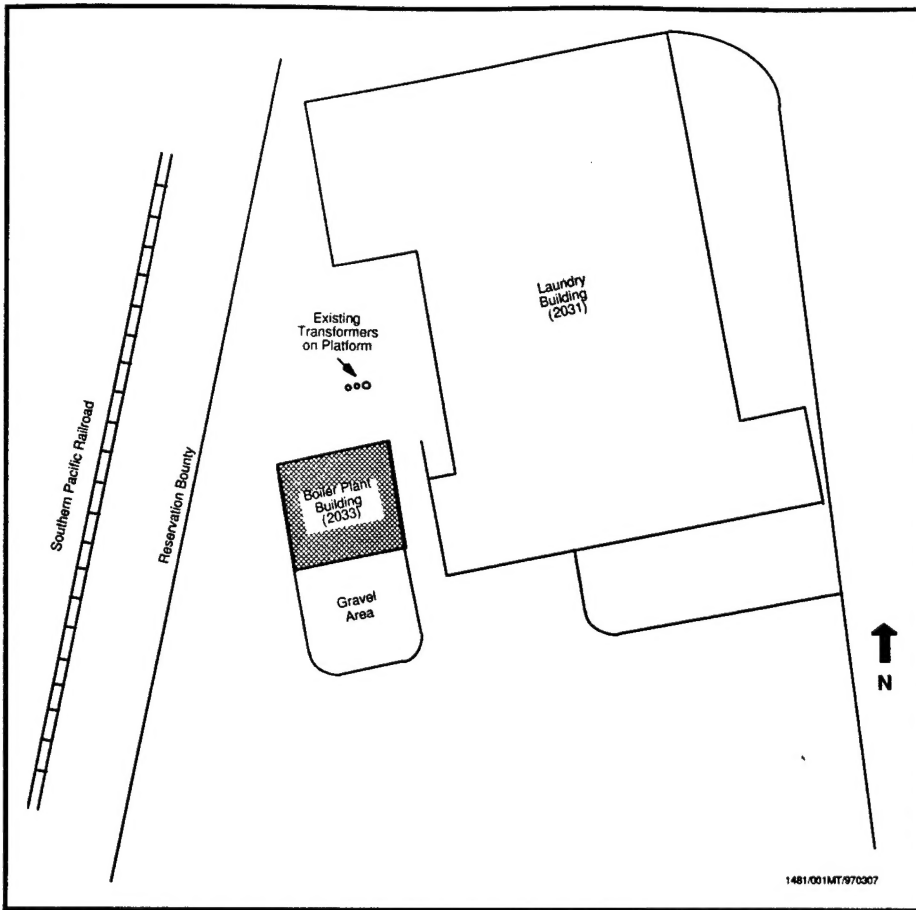 Laundry
Building
(2031)
Existing
Transformers
on Platform
Southern Pacific Railroad
Reservation Bounty
Boiler Plant
Building
(2033)
Gravel
Area
N
1481/001MT/970307